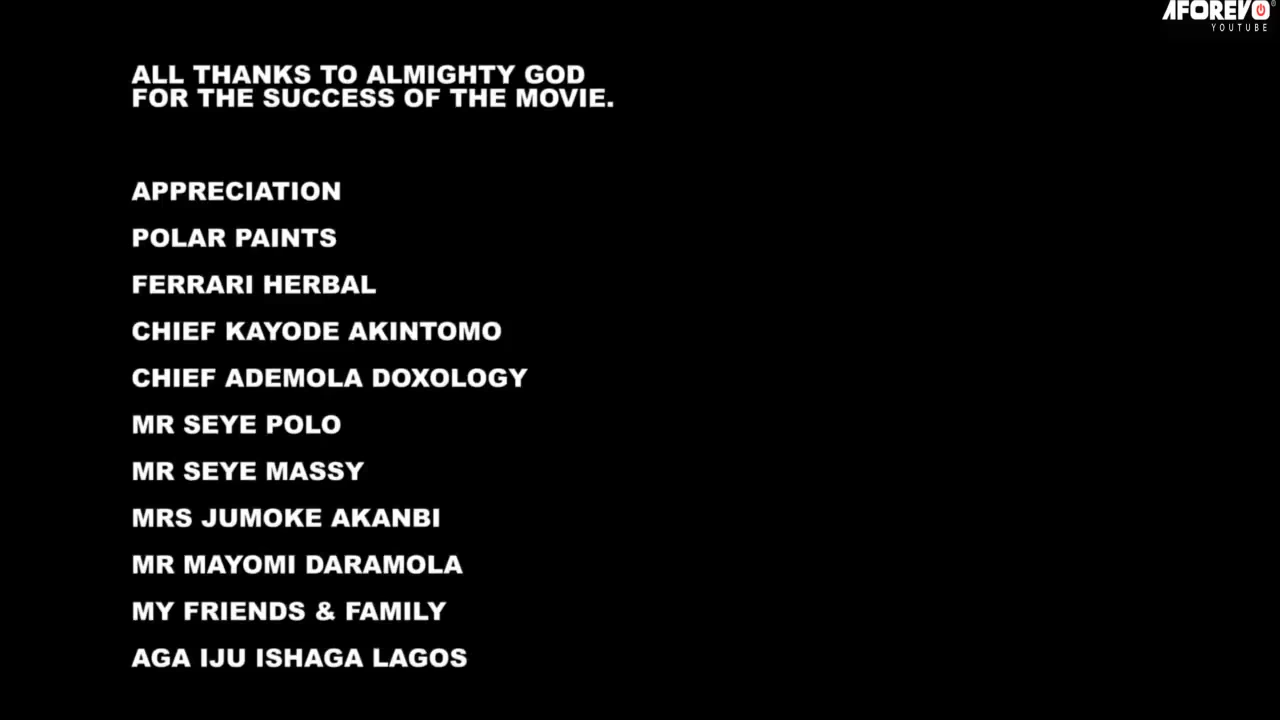 AFOREVO
YOUTUBE
ALL THANKS TO ALMIGHTY GOD
FOR THE SUCCESS OF THE MOVIE.
APPRECIATION
POLAR PAINTS
FERRARI HERBAL
CHIEF KAYODE AKINTOMO
CHIEF ADEMOLA DOXOLOGY
MR SEYE POLO
MR SEYE MASSY
MRS JUMOKE AKANBI
MR MAYOMI DARAMOLA
MY FRIENDS & FAMILY
AGA IJU ISHAGA LAGOS